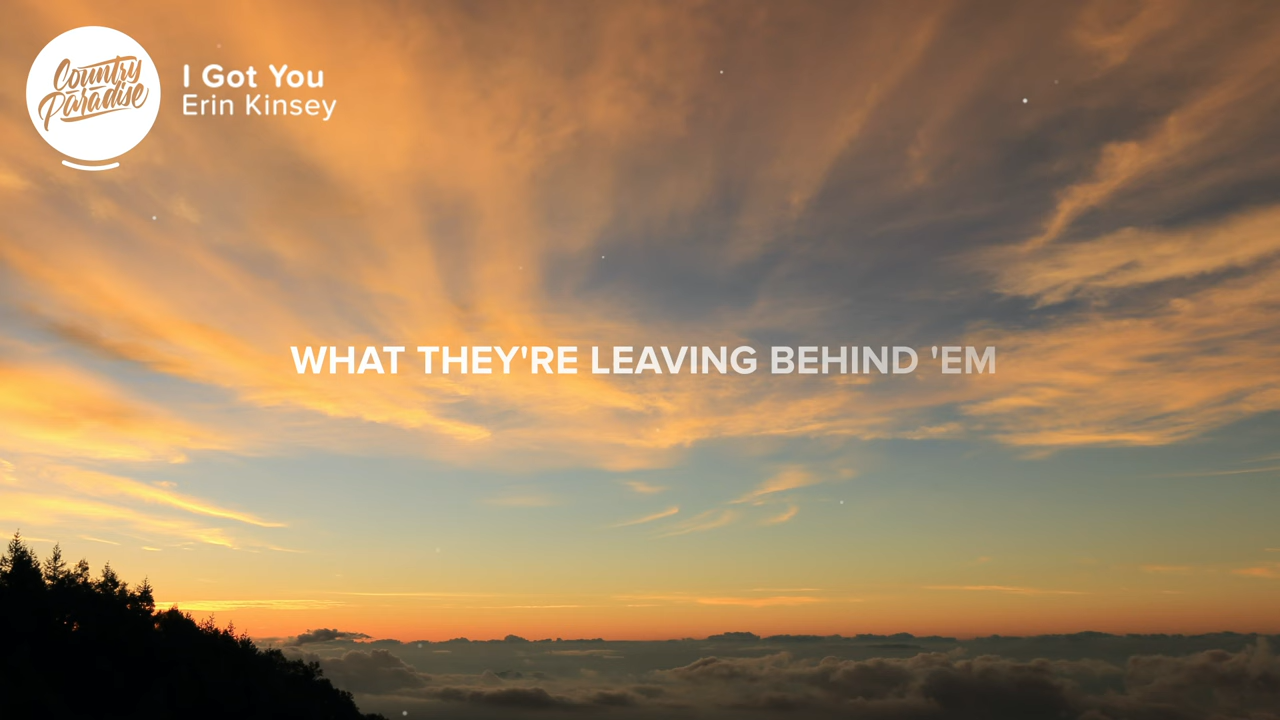 Country
Paradise
I Got You
Erin Kinsey
WHAT THEY'RE LEAVING BEHIND 'EM